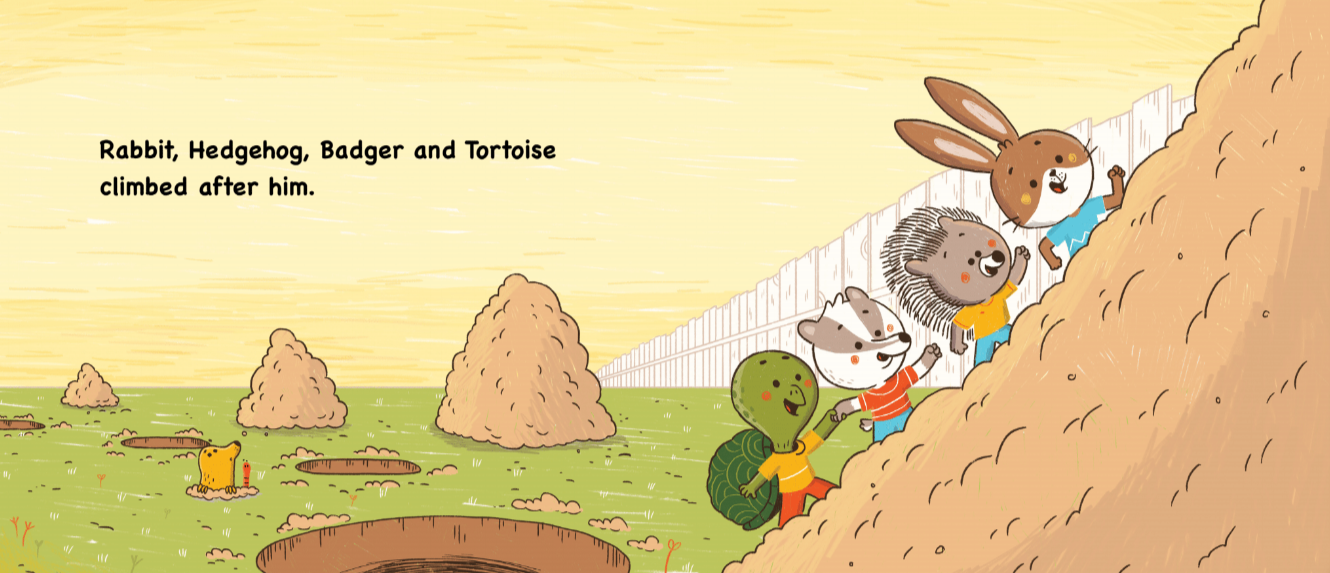 Rabbit, Hedgehog, Badger and Tortoise
climbed after him.